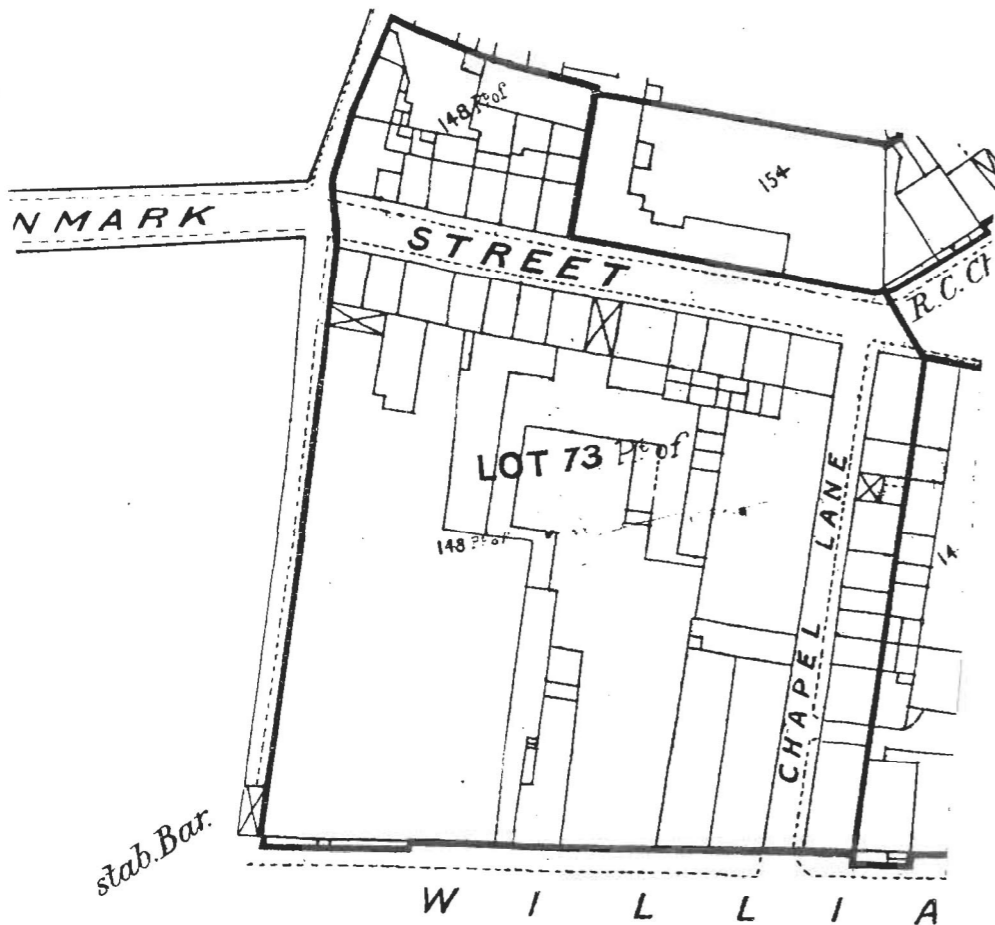 148 Pt of
154
NMARK STREET
R.C. Ch
LOT 73 Pt of
148 Pt of
14
CHAPEL LANE
stab. Bar.
WILLIA